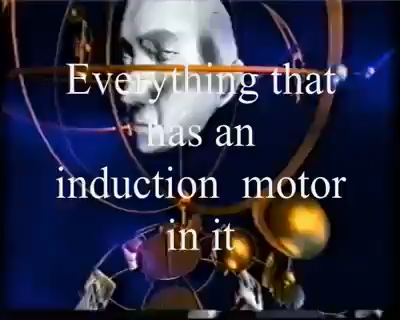 Everything that
has an
induction  motor
in it